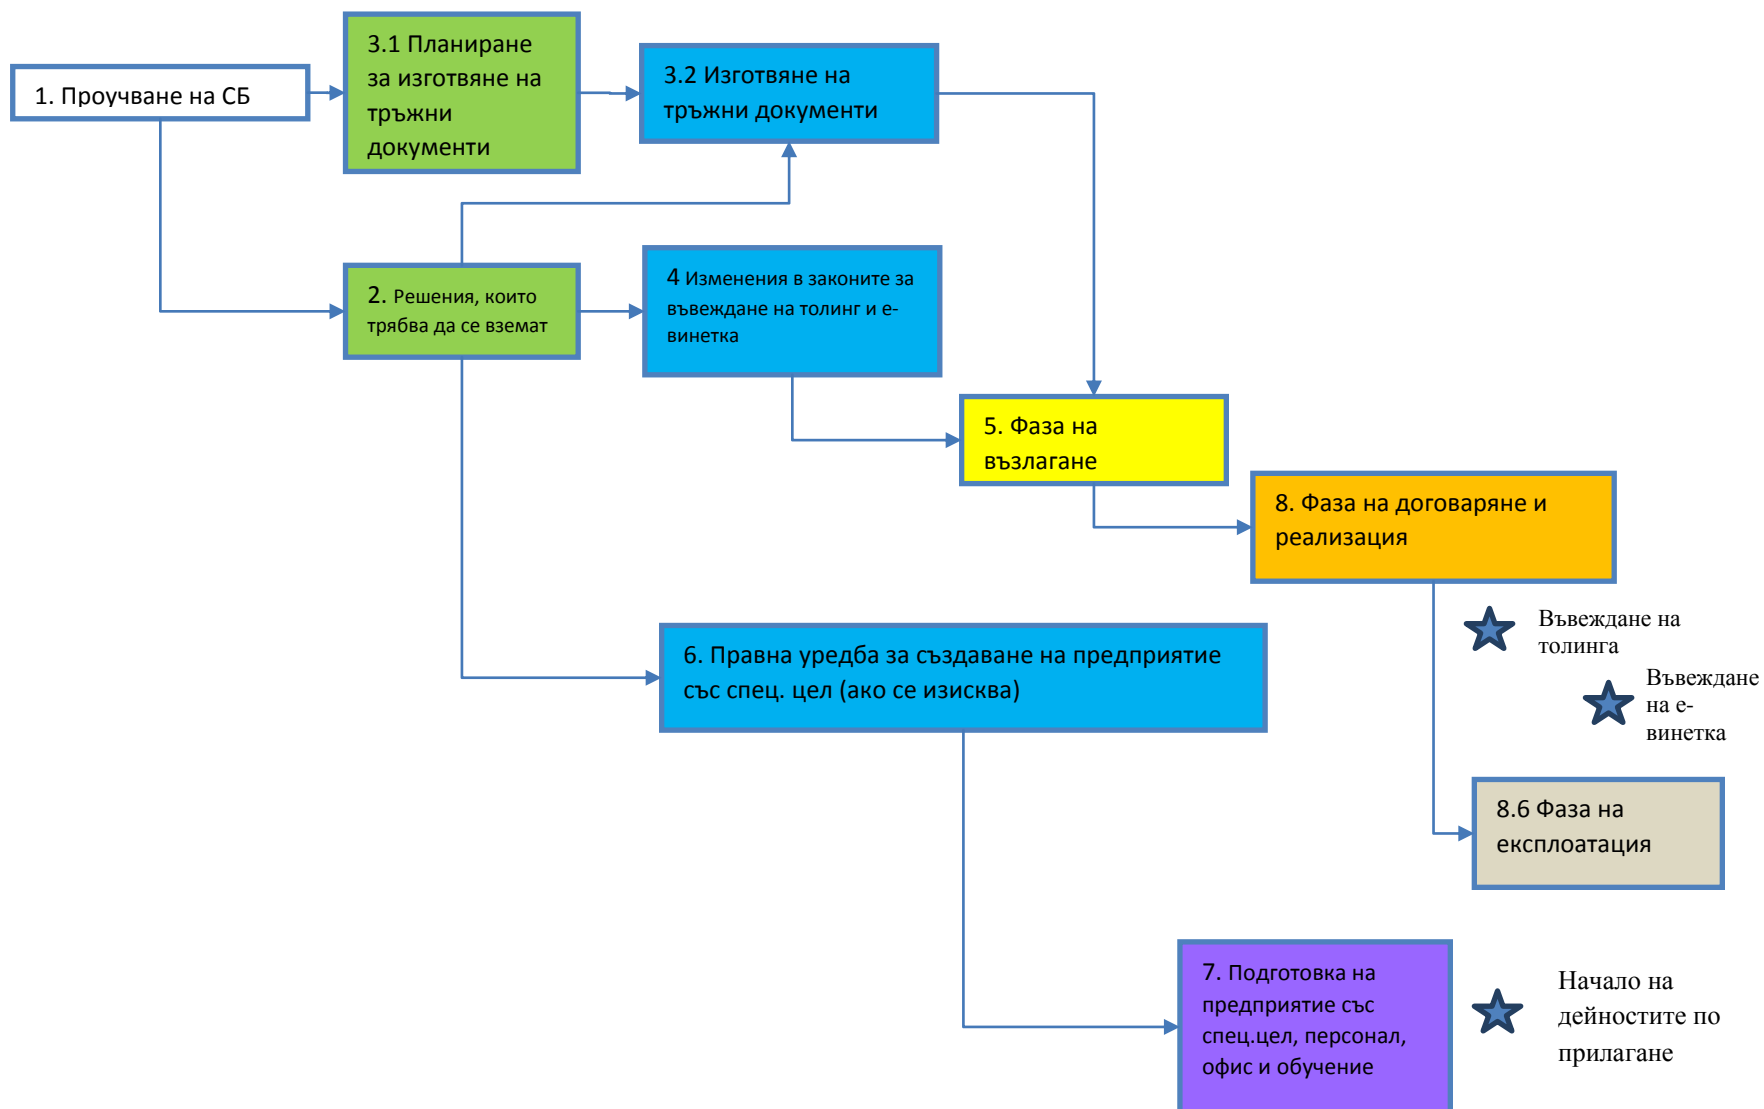 3.1 Планиране
за изготвяне на
тръжни
документи
3.2 Изготвяне на
тръжни документи
1. Проучване на СБ
2. Решения, които
трябва да се вземат
4 Изменения в законите за
въвеждане на толинг и е-
винетка
5. Фаза на
възлагане
8. Фаза на договаряне и
реализация
Въвеждане на
толинга
6. Правна уредба за създаване на предприятие
със спец. цел (ако се изисква)
Въвеждане
на е-
винетка
8.6 Фаза на
експлоатация
7. Подготовка на
предприятие със
спец.цел, персонал,
офис и обучение
Начало на
дейностите по
прилагане